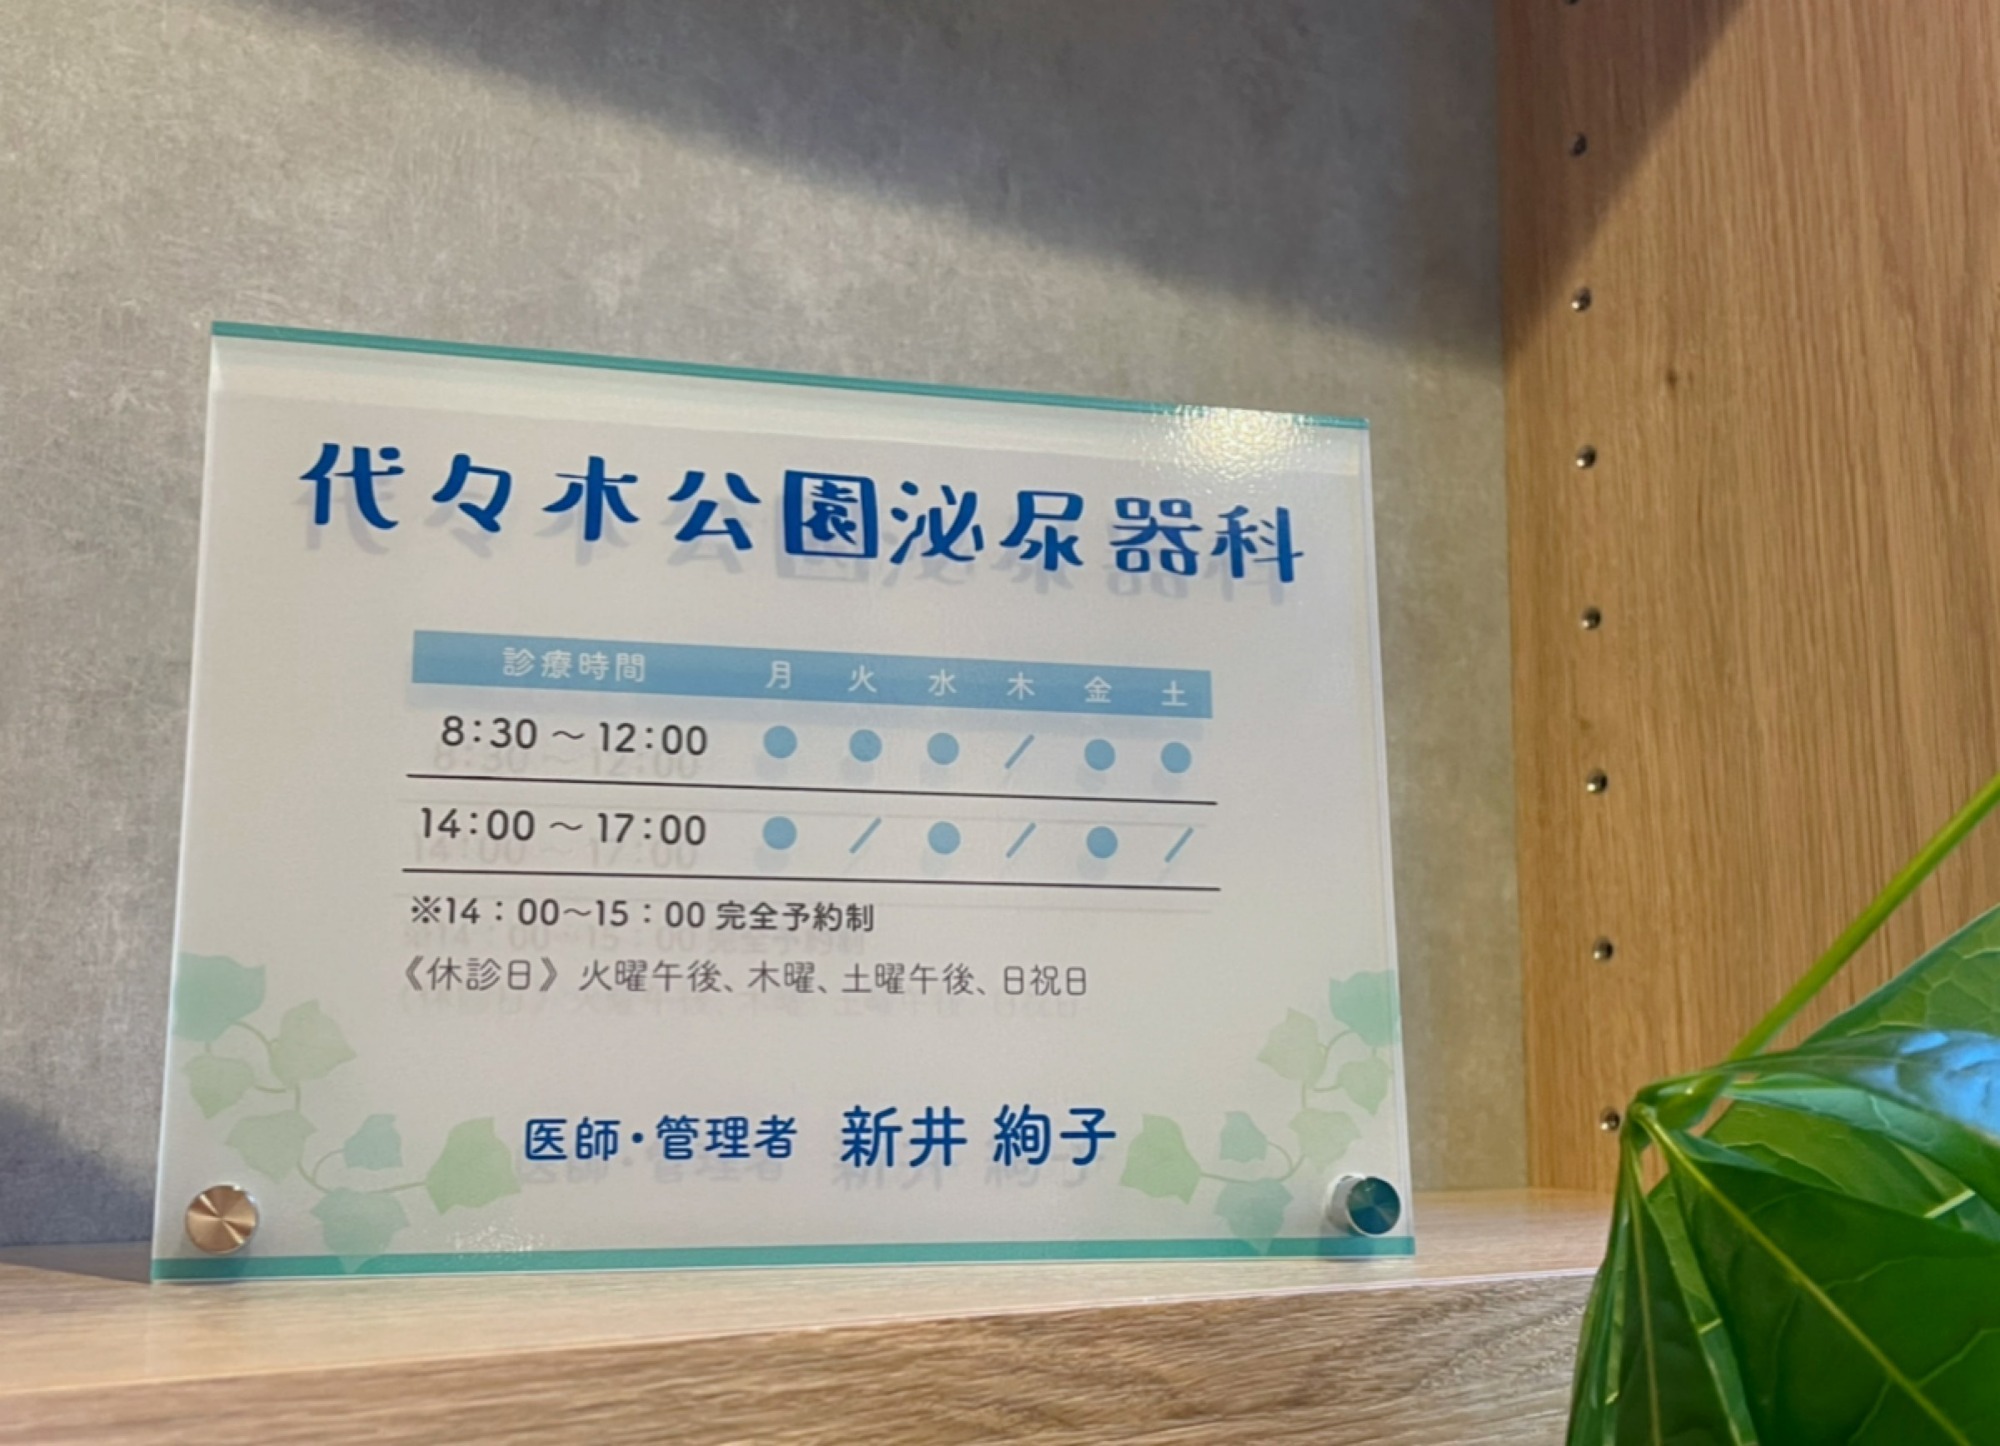 代々木公園泌尿器科
診療時間 月 火 水 木 金 土
8:30 ～ 12:00 ● ● ● / ● ●
14:00 ～ 17:00 ● / ● / ● /
※14：00～15：00 完全予約制
《休診日》火曜午後、木曜、土曜午後、日祝日
医師・管理者 新井 絢子